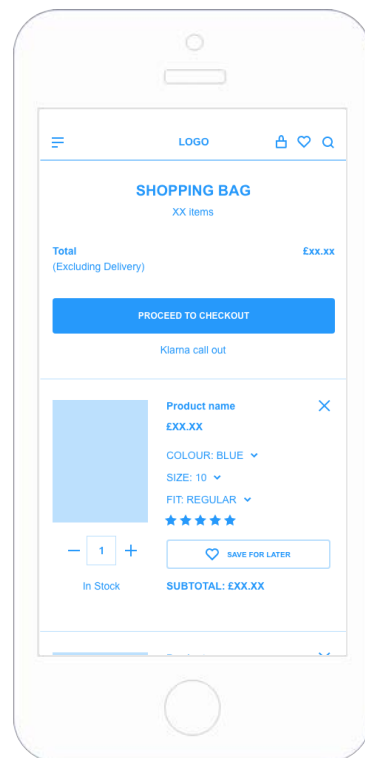 LOGO
SHOPPING BAG
XX items
Total £xx.xx
(Excluding Delivery)
PROCEED TO CHECKOUT
Klarna call out
Product name
£XX.XX
COLOUR: BLUE
SIZE: 10
FIT: REGULAR
1
SAVE FOR LATER
In Stock
SUBTOTAL: £XX.XX